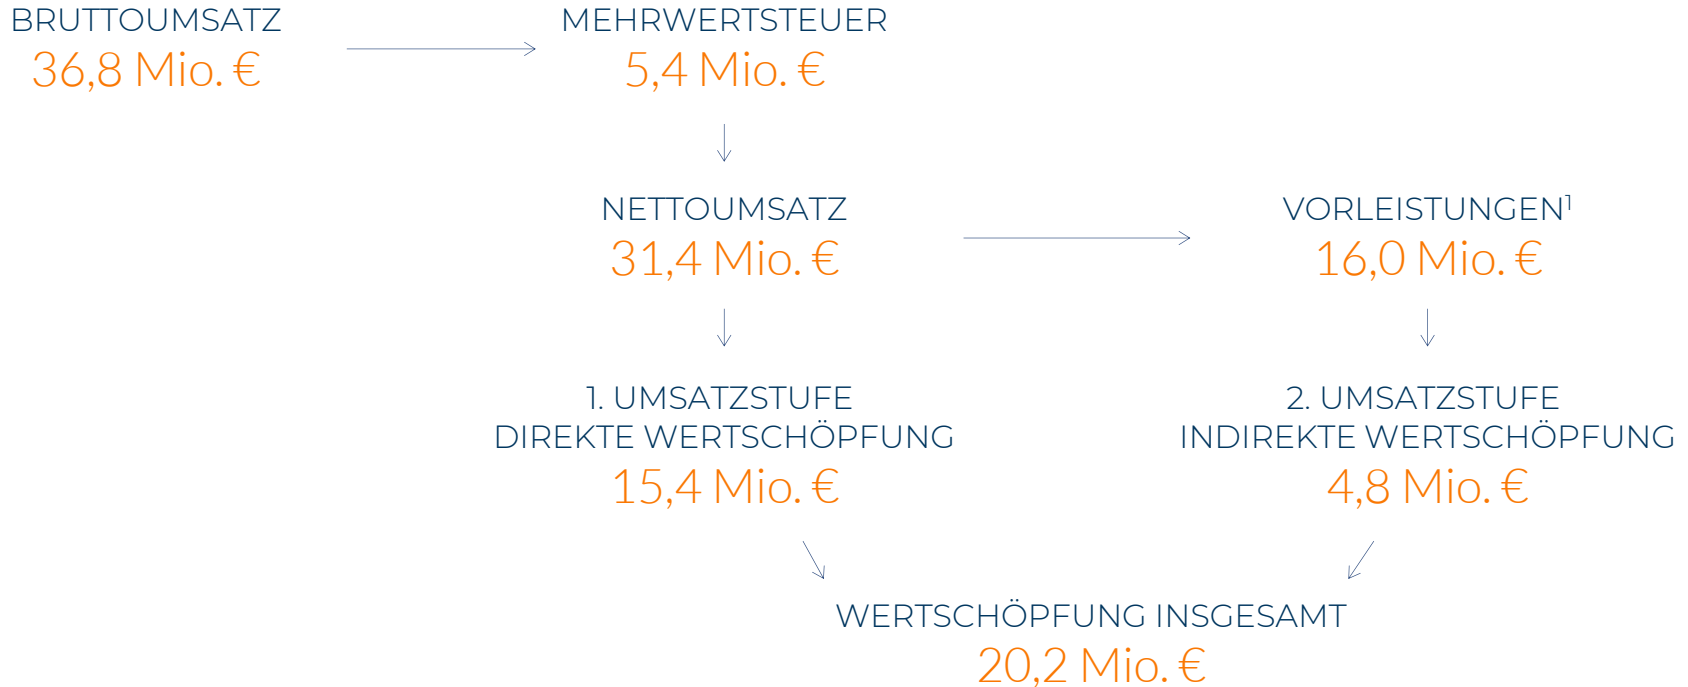 BRUTTOUMSATZ
36,8 Mio. €
MEHRWERTSTEUER
5,4 Mio. €
NETTOUMSATZ
31,4 Mio. €
VORLEISTUNGEN¹
16,0 Mio. €
1. UMSATZSTUFE
DIREKTE WERTSCHÖPFUNG
15,4 Mio. €
2. UMSATZSTUFE
INDIREKTE WERTSCHÖPFUNG
4,8 Mio. €
WERTSCHÖPFUNG INSGESAMT
20,2 Mio. €